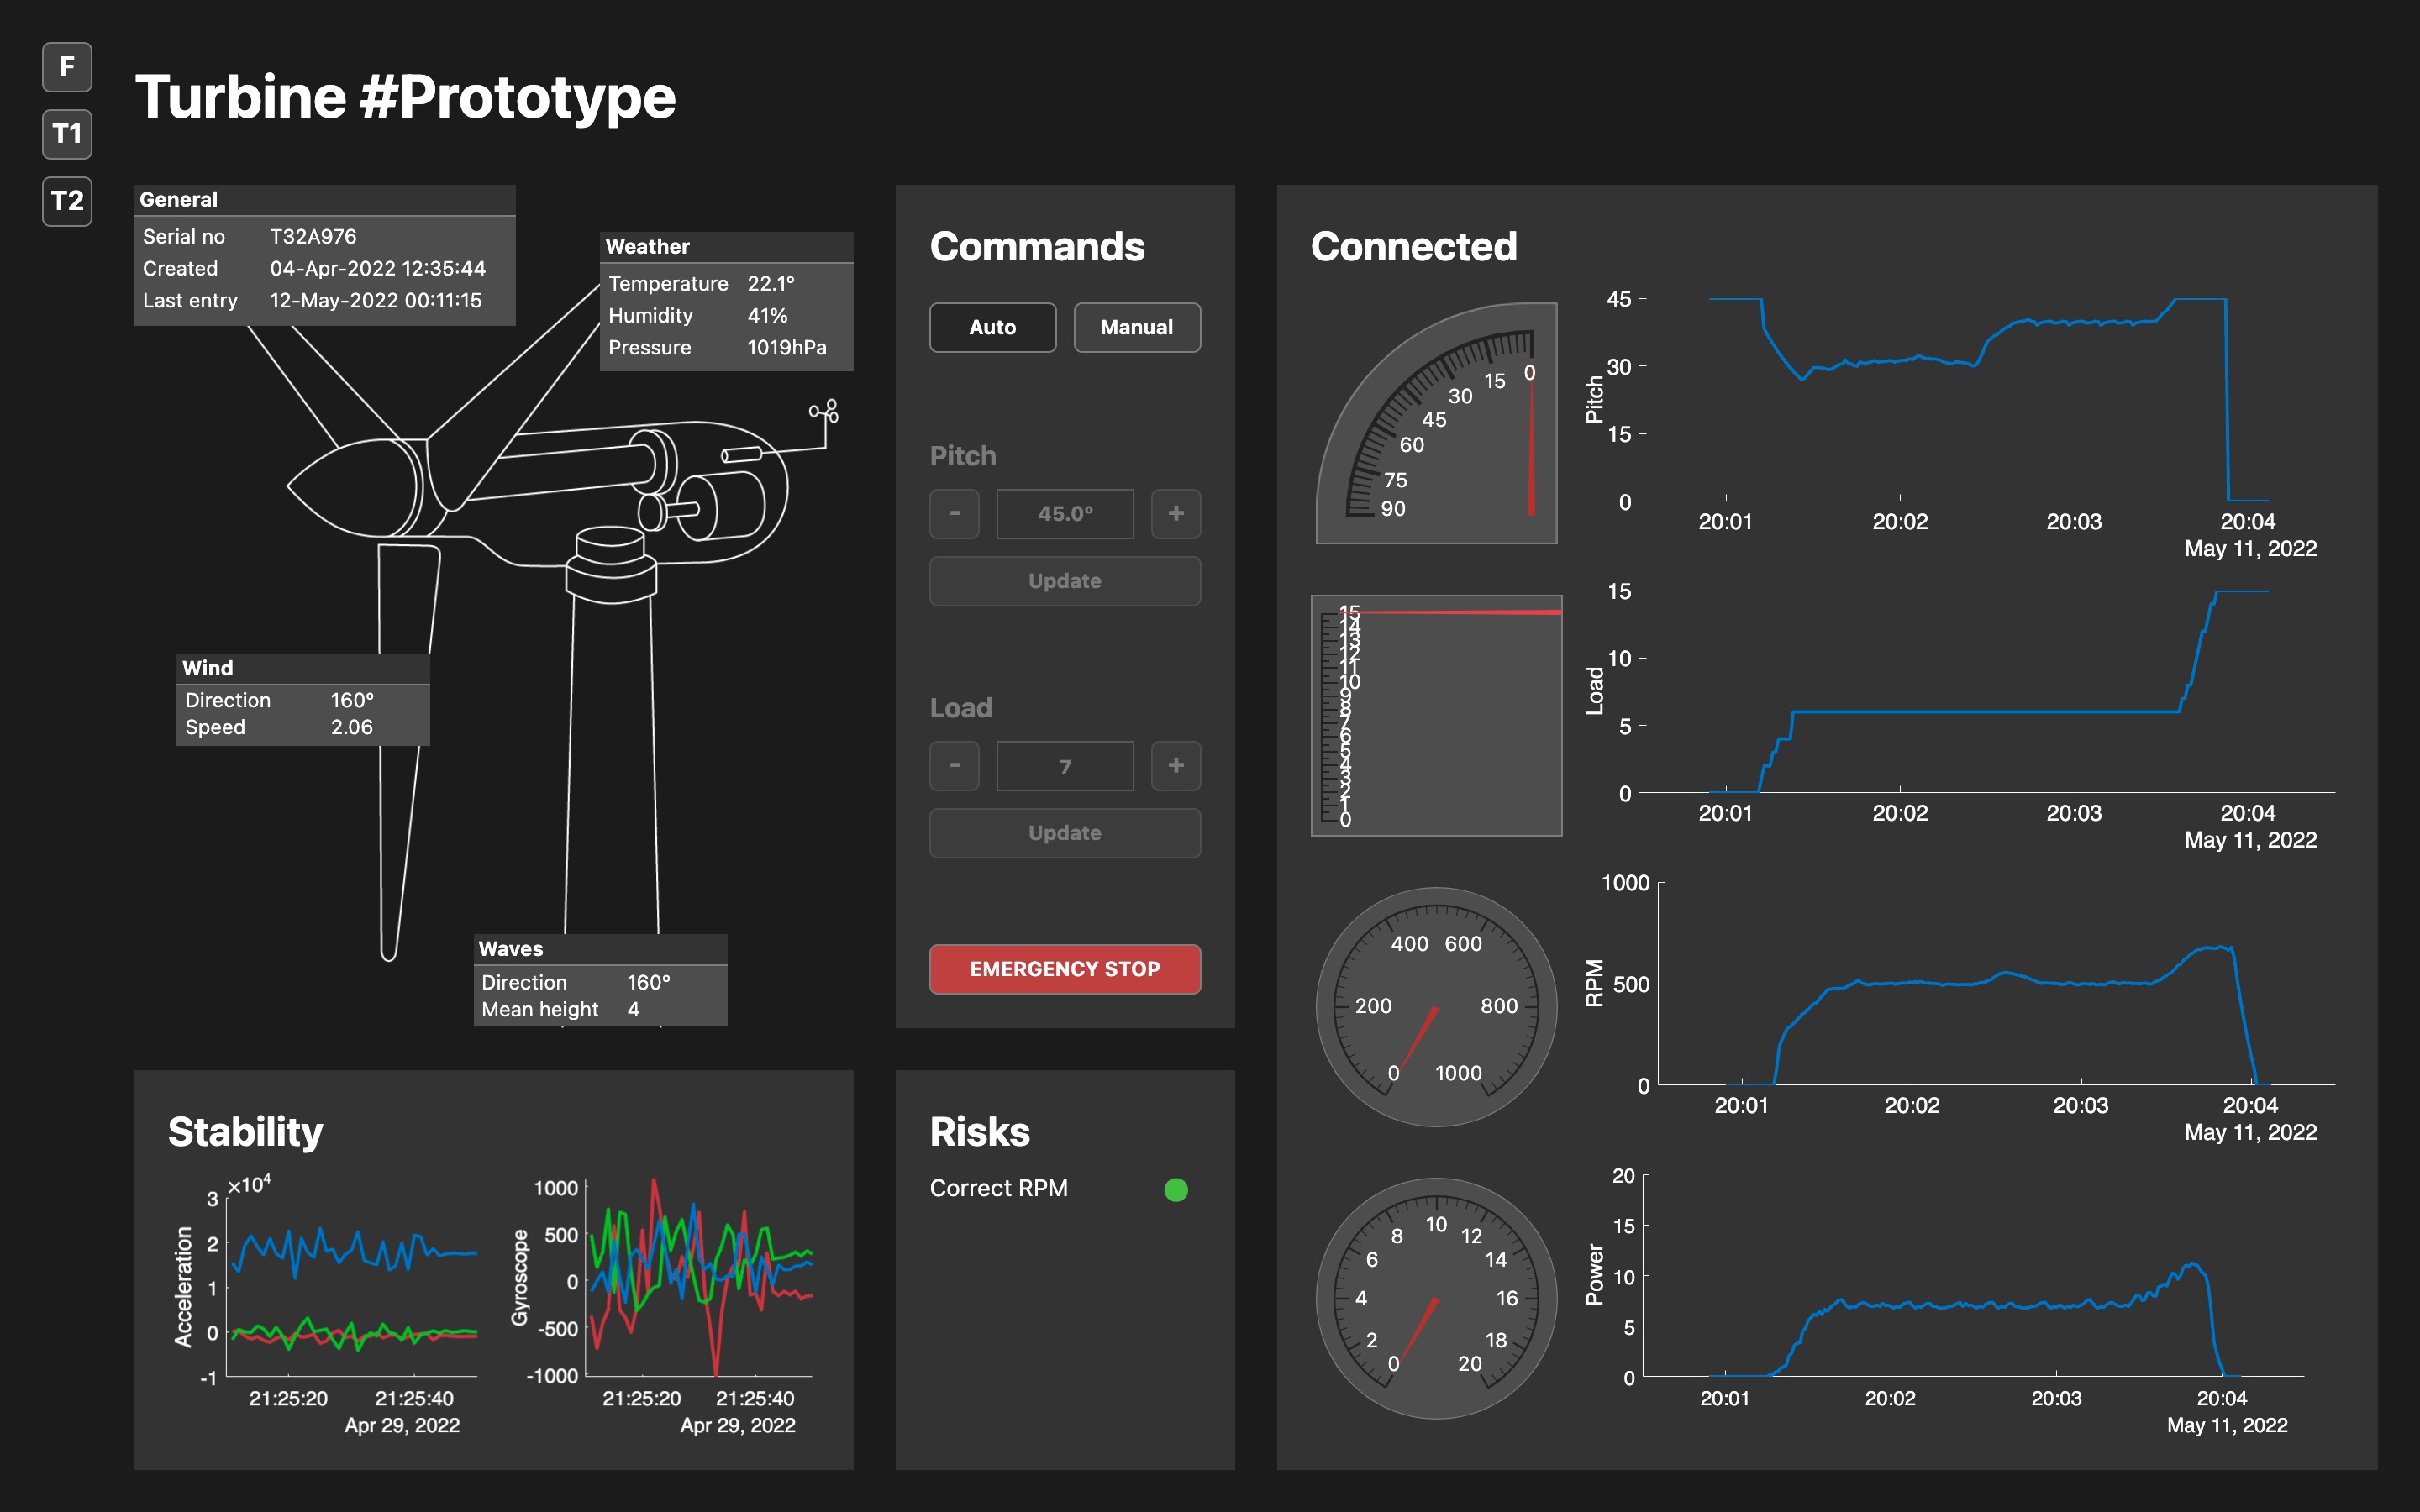 F
T1
T2
Turbine #Prototype
General
Serial no T32A976
Created 04-Apr-2022 12:35:44
Last entry 12-May-2022 00:11:15
Weather
Temperature 22.1°
Humidity 41%
Pressure 1019hPa
Wind
Direction 160°
Speed 2.06
Waves
Direction 160°
Mean height 4
Commands
Auto Manual
Pitch
- 45.0° +
Update
Load
- 7 +
Update
EMERGENCY STOP
Stability
×10⁴
3
2
1
0
-1
Acceleration
21:25:20 21:25:40
Apr 29, 2022
1000
500
0
-500
-1000
Gyroscope
21:25:20 21:25:40
Apr 29, 2022
Risks
Correct RPM
Connected
0
15
30
45
60
75
90
45
30
15
0
Pitch
20:01 20:02 20:03 20:04
May 11, 2022
15
14
13
12
11
10
9
8
7
6
5
4
3
2
1
0
15
10
5
0
Load
20:01 20:02 20:03 20:04
May 11, 2022
400 600
200 800
0 1000
1000
500
0
RPM
20:01 20:02 20:03 20:04
May 11, 2022
10
8 12
6 14
4 16
2 18
0 20
20
15
10
5
0
Power
20:01 20:02 20:03 20:04
May 11, 2022